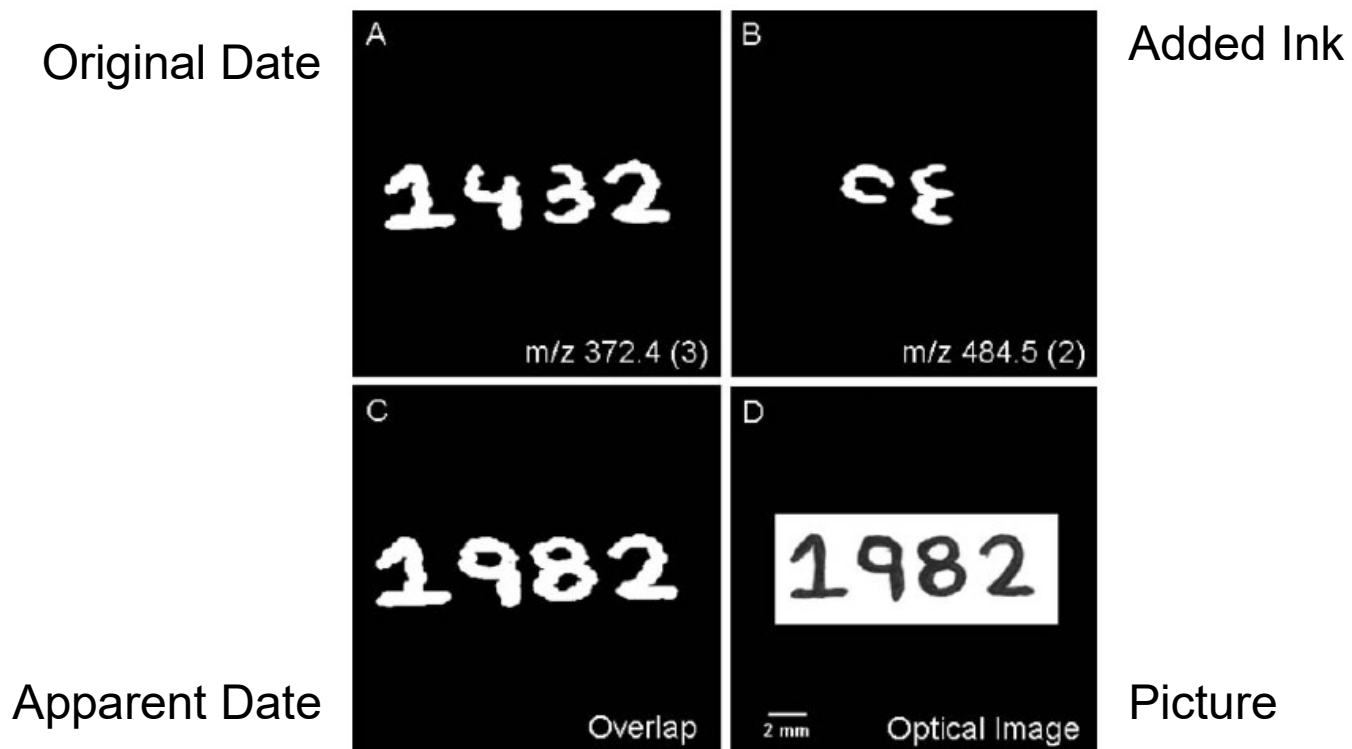 Original Date
A
1432
m/z 372.4 (3)
B
m/z 484.5 (2)
Added Ink
C
1982
Overlap
Apparent Date
D
1982
2 mm
Optical Image
Picture